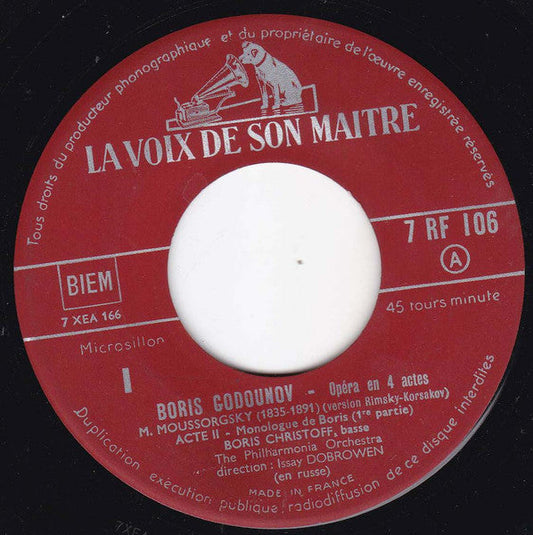 Tous droits du producteur phonographique et du propriétaire de l'œuvre enregistrée réservés
LA VOIX DE SON MAITRE
7 RF 106
A
BIEM
7 XEA 166
45 tours minute
Microsillon
I
BORIS GODOUNOV - Opéra en 4 actes
M. MOUSSORGSKY (1835-1891) (version Rimsky-Korsakov)
ACTE II - Monologue de Boris (1re partie)
BORIS CHRISTOFF, basse
The Philharmonia Orchestra
direction : Issay DOBROWEN
(en russe)
MADE IN FRANCE
Duplication exécution publique, radiodiffusion de ce disque interdites